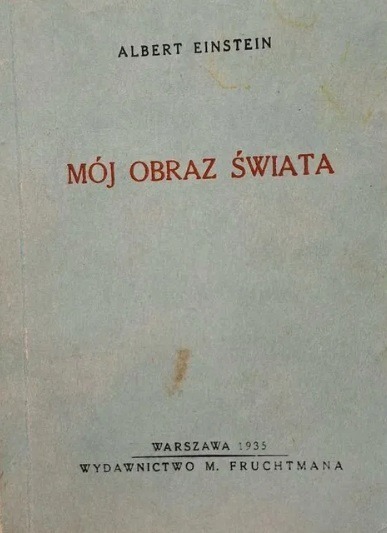 ALBERT EINSTEIN
MÓJ OBRAZ ŚWIATA
WARSZAWA 1935
WYDAWNICTWO M. FRUCHTMANA